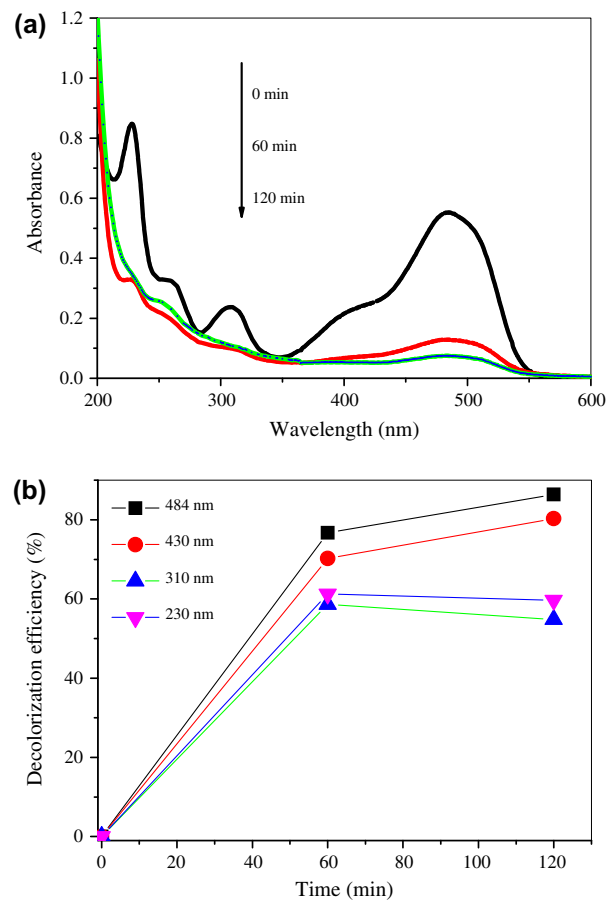 (a)
1.2
1.0
0.8
0.6
0.4
0.2
0.0
Absorbance
0 min
60 min
120 min
200
300
400
500
600
Wavelength (nm)
(b)
80
60
40
20
0
Decolorization efficiency (%)
484 nm
430 nm
310 nm
230 nm
0
20
40
60
80
100
120
Time (min)